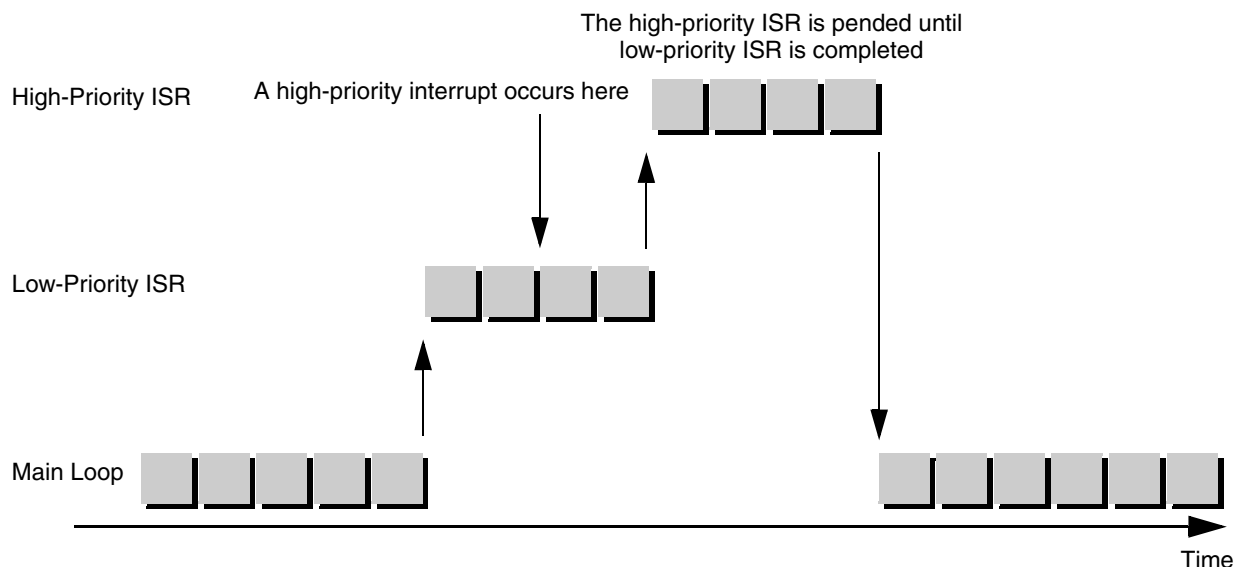 The high-priority ISR is pended until
low-priority ISR is completed
High-Priority ISR
A high-priority interrupt occurs here
Low-Priority ISR
Main Loop
Time